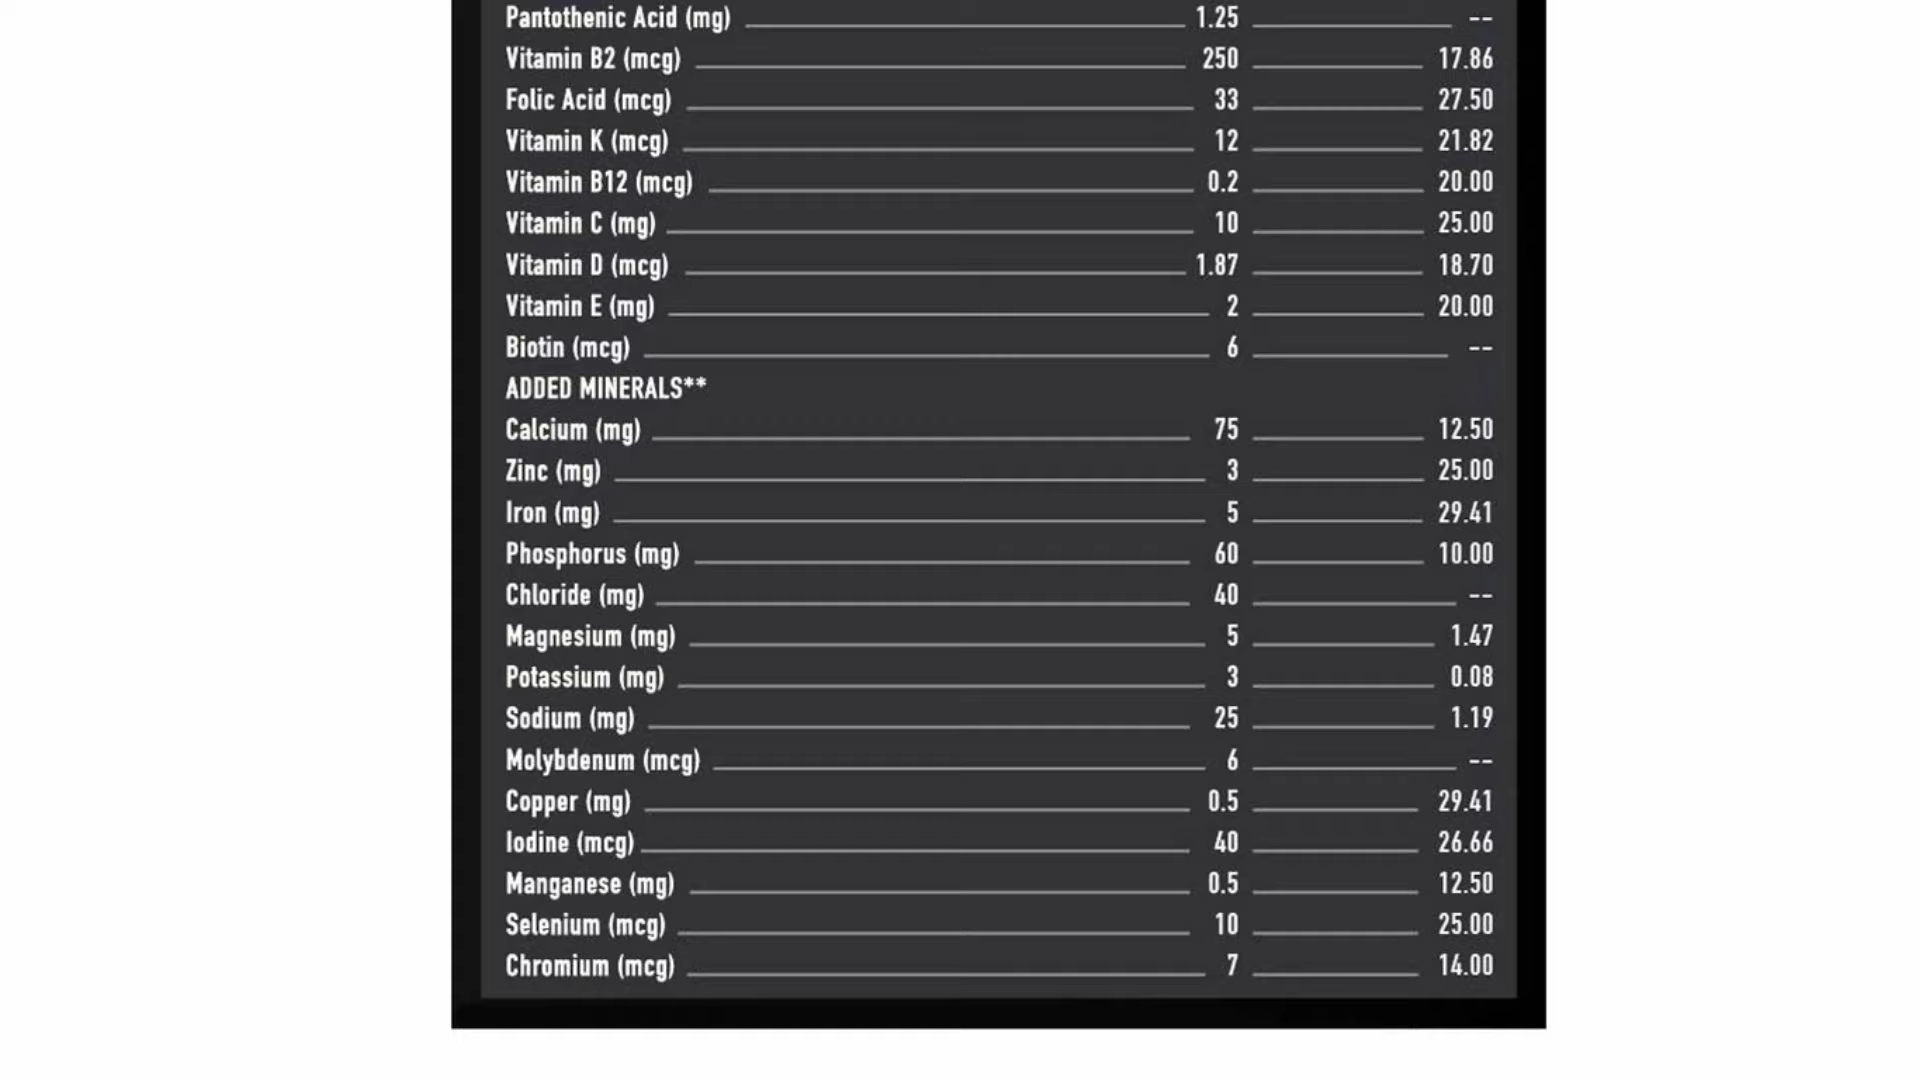 Pantothenic Acid (mg) 1.25 --
Vitamin B2 (mcg) 250 17.86
Folic Acid (mcg) 33 27.50
Vitamin K (mcg) 12 21.82
Vitamin B12 (mcg) 0.2 20.00
Vitamin C (mg) 10 25.00
Vitamin D (mcg) 1.87 18.70
Vitamin E (mg) 2 20.00
Biotin (mcg) 6 --
ADDED MINERALS**
Calcium (mg) 75 12.50
Zinc (mg) 3 25.00
Iron (mg) 5 29.41
Phosphorus (mg) 60 10.00
Chloride (mg) 40 --
Magnesium (mg) 5 1.47
Potassium (mg) 3 0.08
Sodium (mg) 25 1.19
Molybdenum (mcg) 6 --
Copper (mg) 0.5 29.41
Iodine (mcg) 40 26.66
Manganese (mg) 0.5 12.50
Selenium (mcg) 10 25.00
Chromium (mcg) 7 14.00